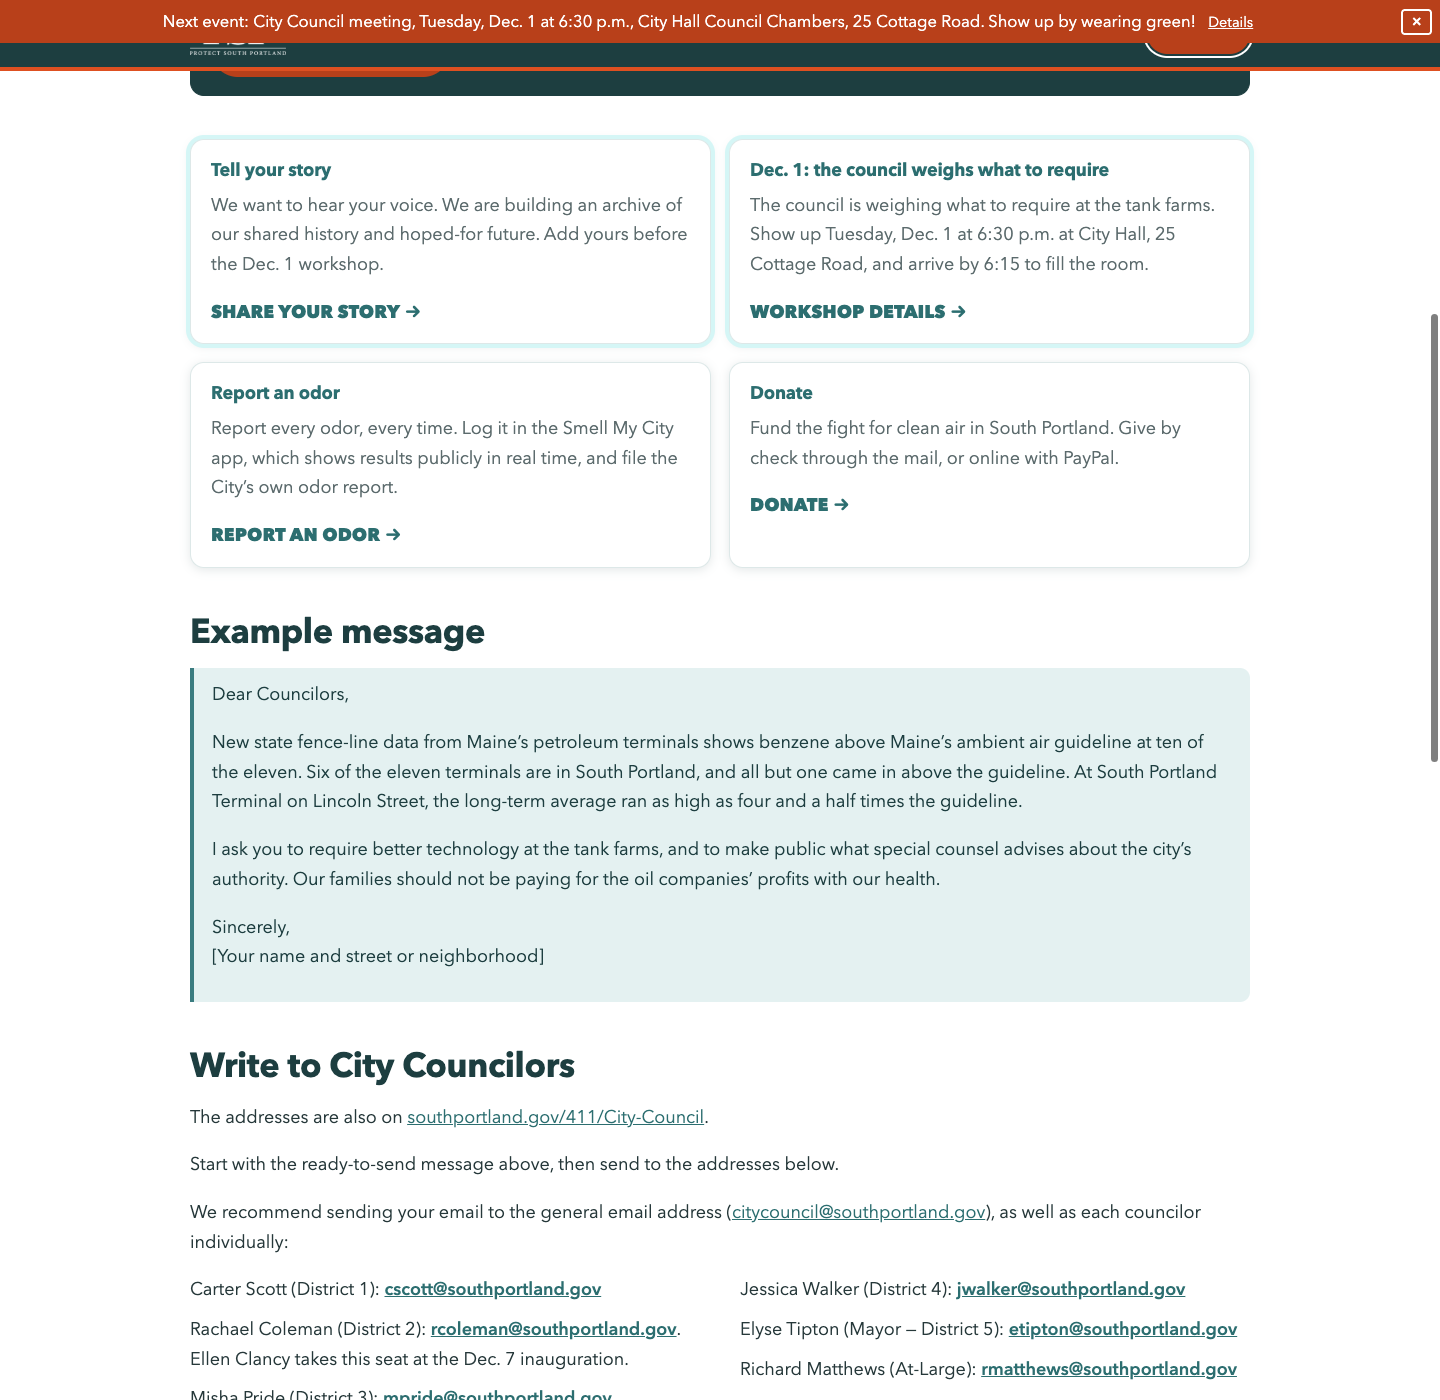 Next event: City Council meeting, Tuesday, Dec. 1 at 6:30 p.m., City Hall Council Chambers, 25 Cottage Road. Show up by wearing green! Details ×
PROTECT SOUTH PORTLAND
Tell your story
We want to hear your voice. We are building an archive of
our shared history and hoped-for future. Add yours before
the Dec. 1 workshop.
SHARE YOUR STORY →
Dec. 1: the council weighs what to require
The council is weighing what to require at the tank farms.
Show up Tuesday, Dec. 1 at 6:30 p.m. at City Hall, 25
Cottage Road, and arrive by 6:15 to fill the room.
WORKSHOP DETAILS →
Report an odor
Report every odor, every time. Log it in the Smell My City
app, which shows results publicly in real time, and file the
City’s own odor report.
REPORT AN ODOR →
Donate
Fund the fight for clean air in South Portland. Give by
check through the mail, or online with PayPal.
DONATE →
Example message
Dear Councilors,
New state fence-line data from Maine’s petroleum terminals shows benzene above Maine’s ambient air guideline at ten of
the eleven. Six of the eleven terminals are in South Portland, and all but one came in above the guideline. At South Portland
Terminal on Lincoln Street, the long-term average ran as high as four and a half times the guideline.
I ask you to require better technology at the tank farms, and to make public what special counsel advises about the city’s
authority. Our families should not be paying for the oil companies’ profits with our health.
Sincerely,
[Your name and street or neighborhood]
Write to City Councilors
The addresses are also on southportland.gov/411/City-Council.
Start with the ready-to-send message above, then send to the addresses below.
We recommend sending your email to the general email address (citycouncil@southportland.gov), as well as each councilor
individually:
Carter Scott (District 1): cscott@southportland.gov
Rachael Coleman (District 2): rcoleman@southportland.gov.
Ellen Clancy takes this seat at the Dec. 7 inauguration.
Misha Pride (District 3): mpride@southportland.gov
Jessica Walker (District 4): jwalker@southportland.gov
Elyse Tipton (Mayor – District 5): etipton@southportland.gov
Richard Matthews (At-Large): rmatthews@southportland.gov